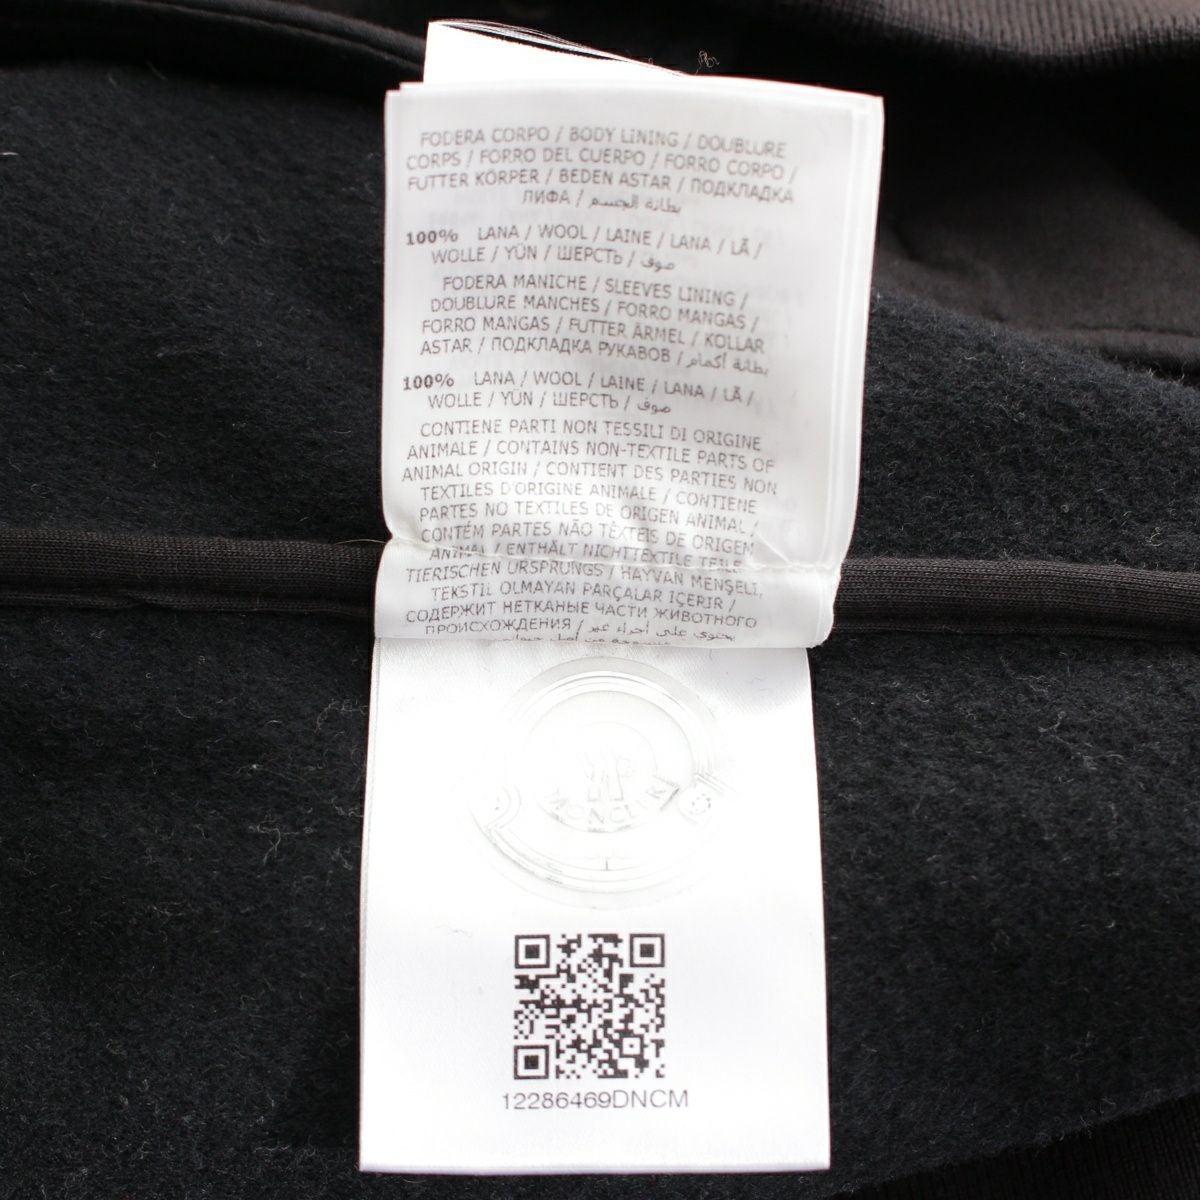 FODERA CORPO / BODY LINING / DOUBLURE
CORPS / FORRO DEL CUERPO / FORRO CORPO /
FUTTER KÖRPER / BEDEN ASTAR / ПОДКЛАДКА
ЛИФА / بطانة الجسم
100% LANA / WOOL / LAINE / LANA / LÃ /
WOLLE / YÜN / ШЕРСТЬ / صوف
FODERA MANICHE / SLEEVES LINING /
DOUBLURE MANCHES / FORRO MANGAS /
FORRO MANGAS / FUTTER ÄRMEL / KOLLAR
ASTAR / ПОДКЛАДКА РУКАВОВ / بطانة أكمام
100% LANA / WOOL / LAINE / LANA / LÃ /
WOLLE / YÜN / ШЕРСТЬ / صوف
CONTIENE PARTI NON TESSILI DI ORIGINE
ANIMALE / CONTAINS NON-TEXTILE PARTS OF
ANIMAL ORIGIN / CONTIENT DES PARTIES NON
TEXTILES D'ORIGINE ANIMALE / CONTIENE
PARTES NO TEXTILES DE ORIGEN ANIMAL /
CONTÉM PARTES NÃO TÊXTEIS DE ORIGEM
ANIMAL / ENTHÄLT NICHTTEXTILE TEILE
TIERISCHEN URSPRUNGS / HAYVAN MENŞELİ,
TEKSTIL OLMAYAN PARÇALAR IÇERIR /
СОДЕРЖИТ НЕТКАНЫЕ ЧАСТИ ЖИВОТНОГО
ПРОИСХОЖДЕНИЯ / يحتوي على أجزاء غير
MONCLER
12286469DNCM